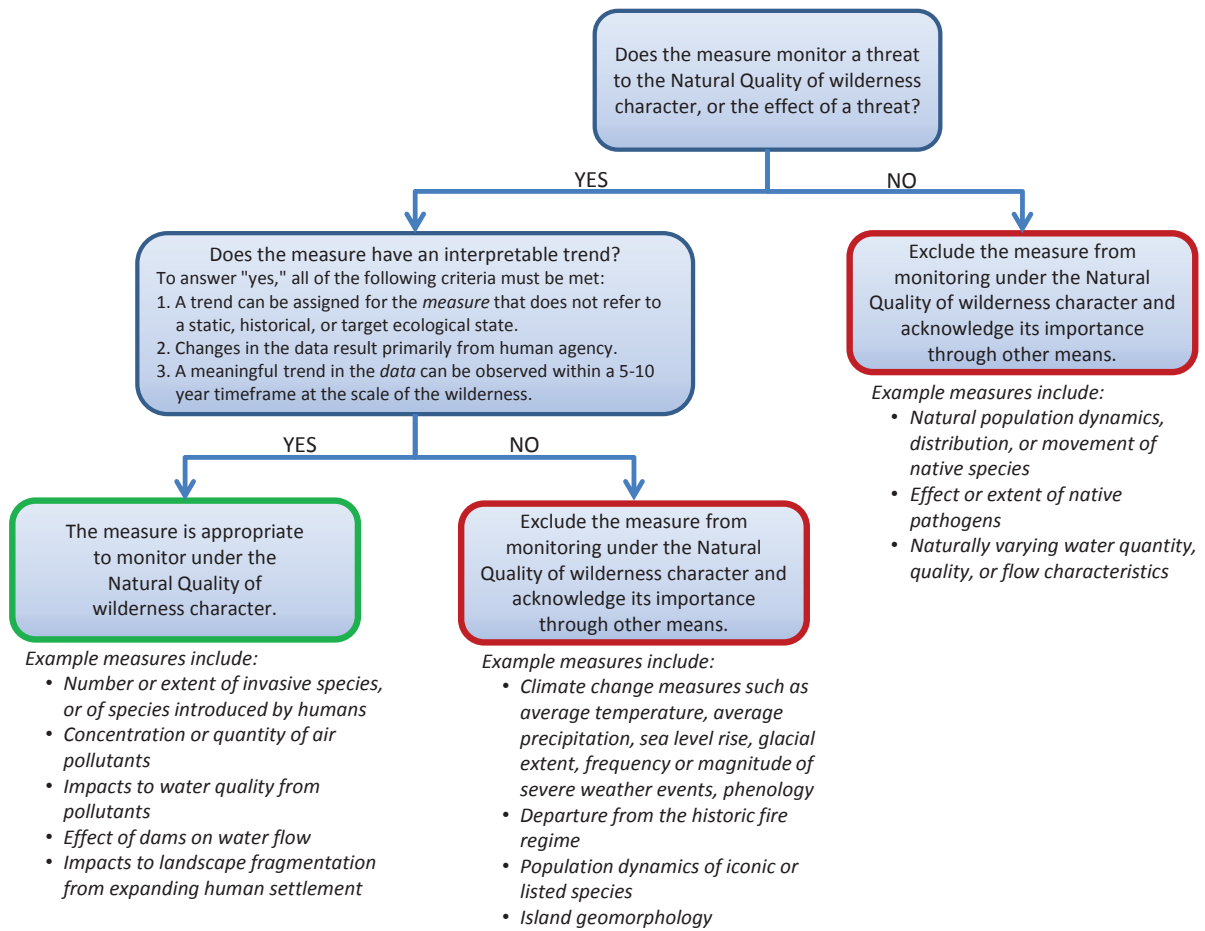 Does the measure monitor a threat
to the Natural Quality of wilderness
character, or the effect of a threat?
YES
NO
Does the measure have an interpretable trend?
To answer "yes," all of the following criteria must be met:
1. A trend can be assigned for the measure that does not refer to
a static, historical, or target ecological state.
2. Changes in the data result primarily from human agency.
3. A meaningful trend in the data can be observed within a 5-10
year timeframe at the scale of the wilderness.
Exclude the measure from
monitoring under the Natural
Quality of wilderness character and
acknowledge its importance
through other means.
Example measures include:
• Natural population dynamics,
distribution, or movement of
native species
• Effect or extent of native
pathogens
• Naturally varying water quantity,
quality, or flow characteristics
YES
NO
The measure is appropriate
to monitor under the
Natural Quality of
wilderness character.
Example measures include:
• Number or extent of invasive species,
or of species introduced by humans
• Concentration or quantity of air
pollutants
• Impacts to water quality from
pollutants
• Effect of dams on water flow
• Impacts to landscape fragmentation
from expanding human settlement
Exclude the measure from
monitoring under the Natural
Quality of wilderness character and
acknowledge its importance
through other means.
Example measures include:
• Climate change measures such as
average temperature, average
precipitation, sea level rise, glacial
extent, frequency or magnitude of
severe weather events, phenology
• Departure from the historic fire
regime
• Population dynamics of iconic or
listed species
• Island geomorphology